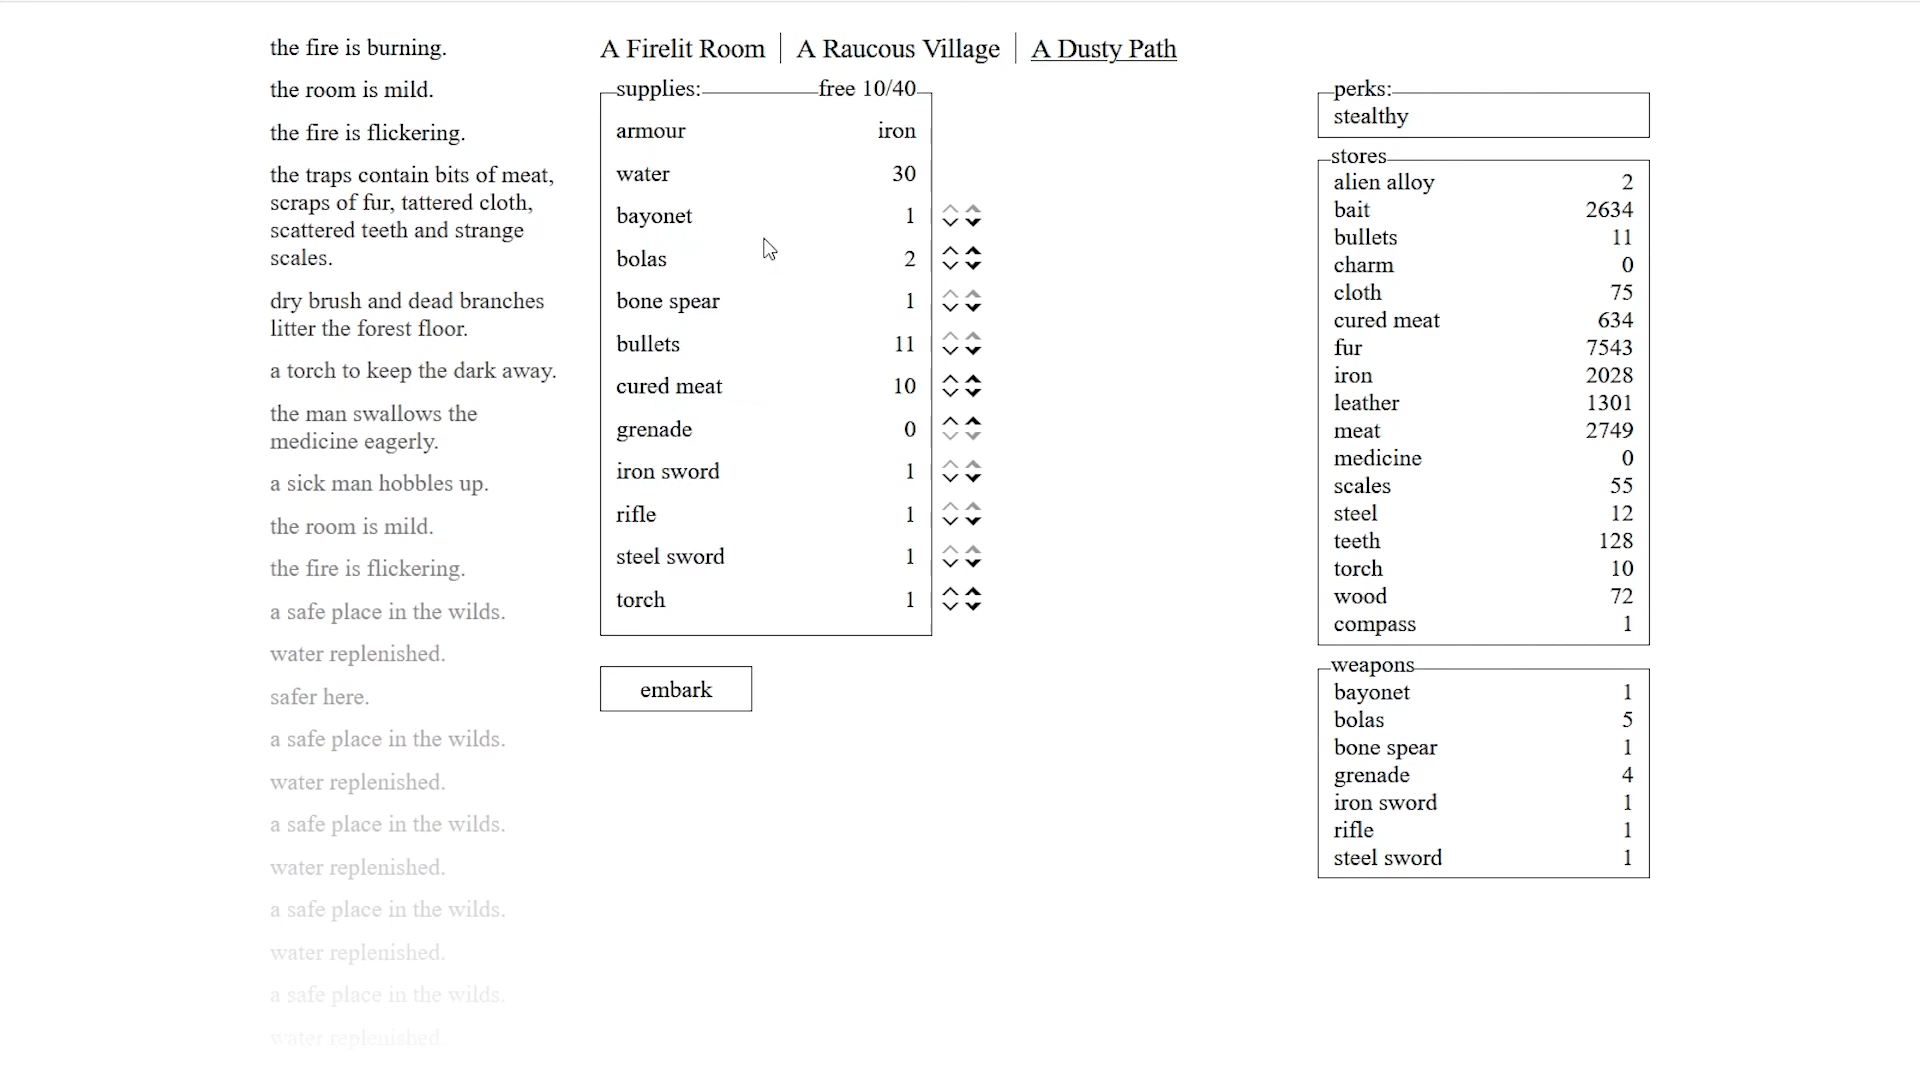 the fire is burning.
the room is mild.
the fire is flickering.
the traps contain bits of meat,
scraps of fur, tattered cloth,
scattered teeth and strange
scales.
dry brush and dead branches
litter the forest floor.
a torch to keep the dark away.
the man swallows the
medicine eagerly.
a sick man hobbles up.
the room is mild.
the fire is flickering.
a safe place in the wilds.
water replenished.
safer here.
a safe place in the wilds.
water replenished.
a safe place in the wilds.
water replenished.
a safe place in the wilds.
water replenished.
a safe place in the wilds.
water replenished.
A Firelit Room | A Raucous Village | A Dusty Path
supplies: free 10/40
armour iron
water 30
bayonet 1
bolas 2
bone spear 1
bullets 11
cured meat 10
grenade 0
iron sword 1
rifle 1
steel sword 1
torch 1
embark
perks:
stealthy
stores
alien alloy 2
bait 2634
bullets 11
charm 0
cloth 75
cured meat 634
fur 7543
iron 2028
leather 1301
meat 2749
medicine 0
scales 55
steel 12
teeth 128
torch 10
wood 72
compass 1
weapons
bayonet 1
bolas 5
bone spear 1
grenade 4
iron sword 1
rifle 1
steel sword 1